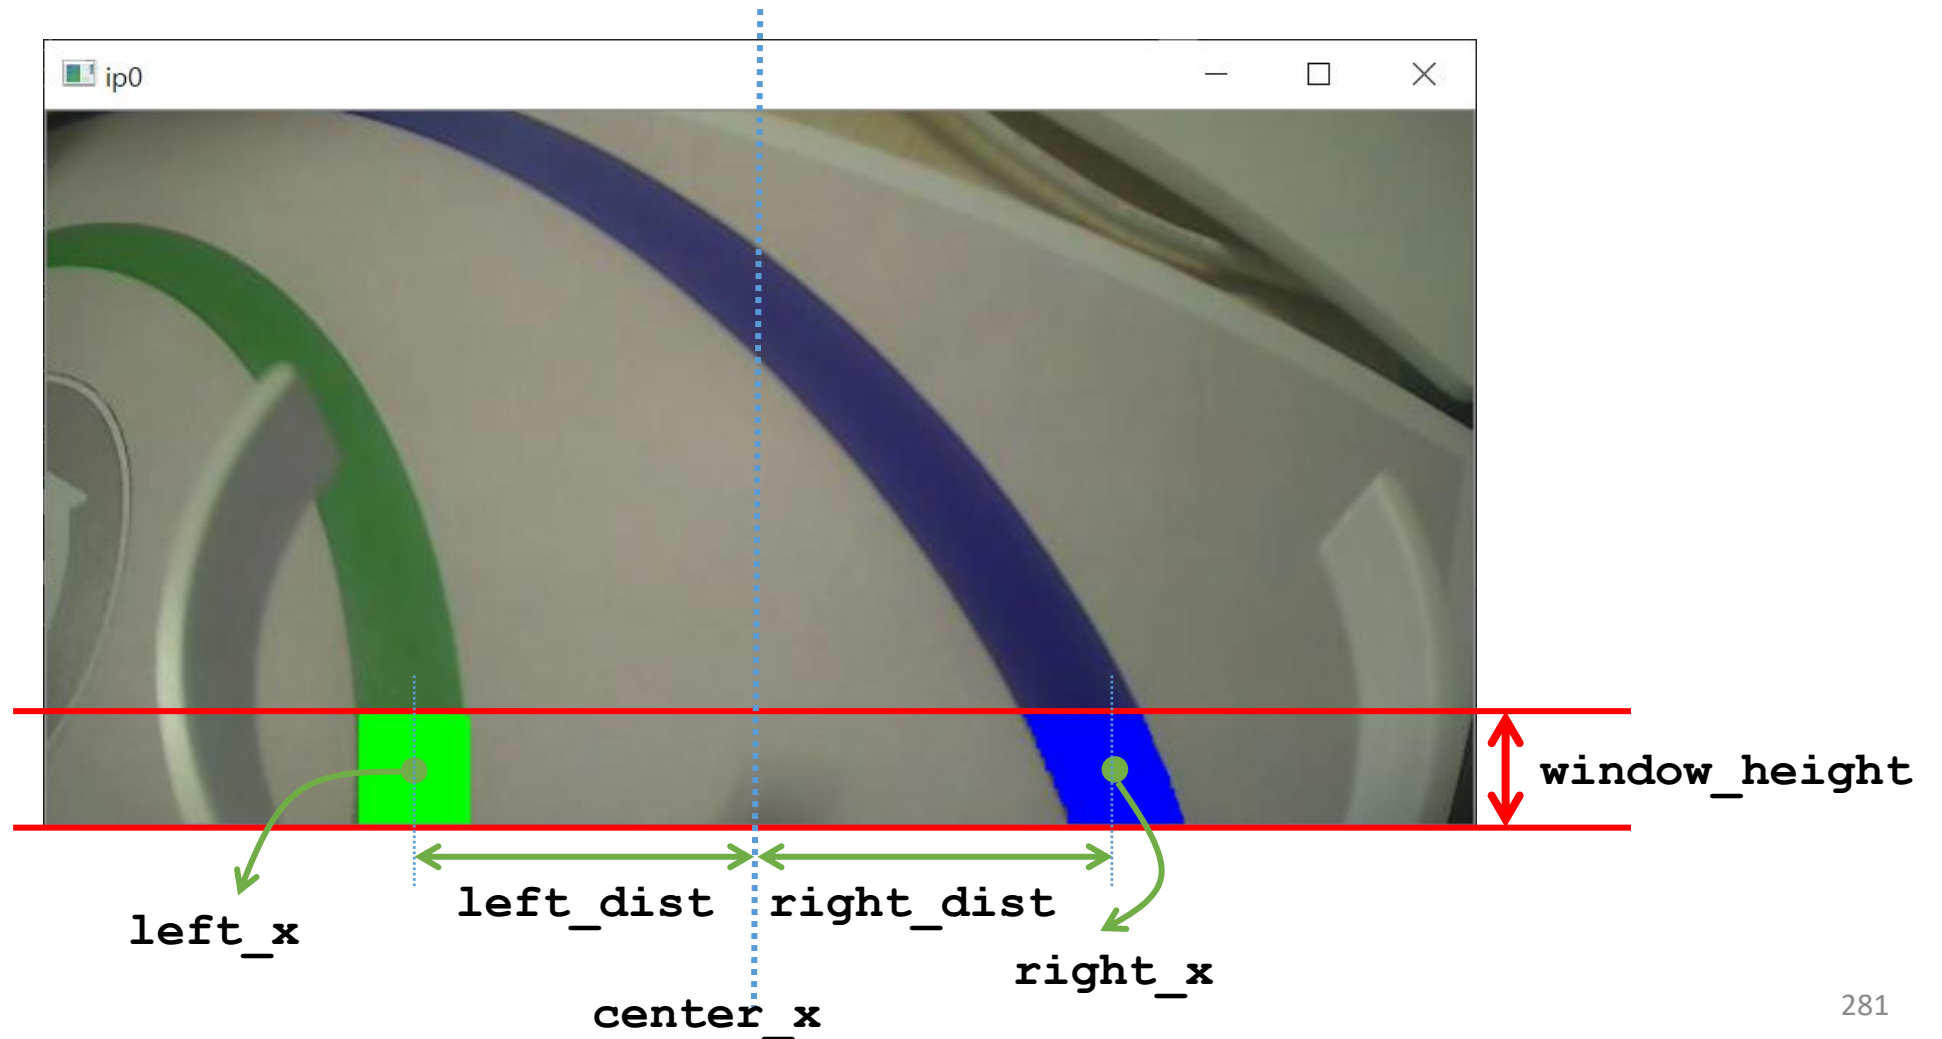 ip0
window_height
left_dist right_dist
left_x
right_x
center_x
281